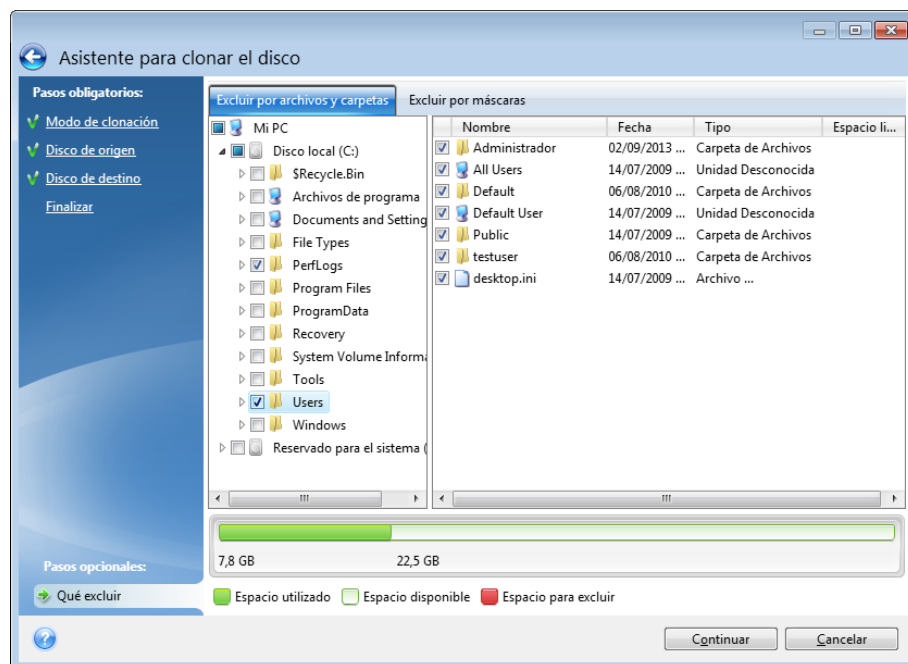 Asistente para clonar el disco
Pasos obligatorios:
Modo de clonación
Disco de origen
Disco de destino
Finalizar
Excluir por archivos y carpetas Excluir por máscaras
Mi PC
Disco local (C:)
$Recycle.Bin
Archivos de programa
Documents and Setting
File Types
PerfLogs
Program Files
ProgramData
Recovery
System Volume Informa
Tools
Users
Windows
Reservado para el sistema (
Nombre Fecha Tipo Espacio li...
Administrador 02/09/2013 ... Carpeta de Archivos
All Users 14/07/2009 ... Unidad Desconocida
Default 06/08/2010 ... Carpeta de Archivos
Default User 14/07/2009 ... Unidad Desconocida
Public 14/07/2009 ... Carpeta de Archivos
testuser 06/08/2010 ... Carpeta de Archivos
desktop.ini 14/07/2009 ... Archivo ...
7,8 GB 22,5 GB
Espacio utilizado Espacio disponible Espacio para excluir
Pasos opcionales:
Qué excluir
Continuar Cancelar